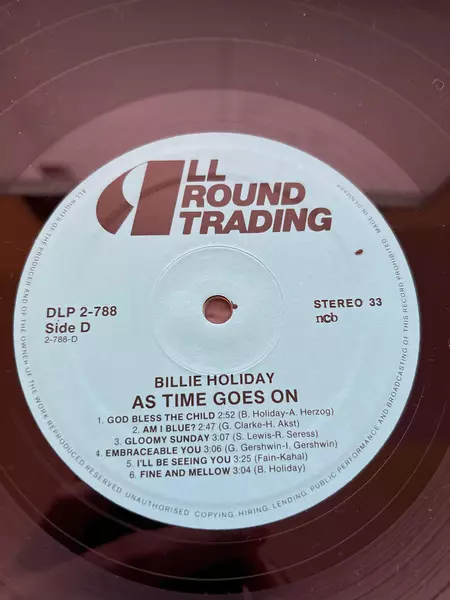 ALL
ROUND
TRADING
DLP 2-788
Side D
2-788-D
STEREO 33
ncb
BILLIE HOLIDAY
AS TIME GOES ON
1. GOD BLESS THE CHILD 2:52 (B. Holiday-A. Herzog)
2. AM I BLUE? 2:47 (G. Clarke-H. Akst)
3. GLOOMY SUNDAY 3:07 (S. Lewis-R. Seress)
4. EMBRACEABLE YOU 3:06 (G. Gershwin-I. Gershwin)
5. I'LL BE SEEING YOU 3:25 (Fain-Kahal)
6. FINE AND MELLOW 3:04 (B. Holiday)
ALL RIGHTS OF THE PRODUCER AND OF THE OWNER OF THE WORK REPRODUCED RESERVED. UNAUTHORISED COPYING, HIRING, LENDING, PUBLIC PERFORMANCE AND BROADCASTING OF THIS RECORD PROHIBITED. MADE IN DENMARK